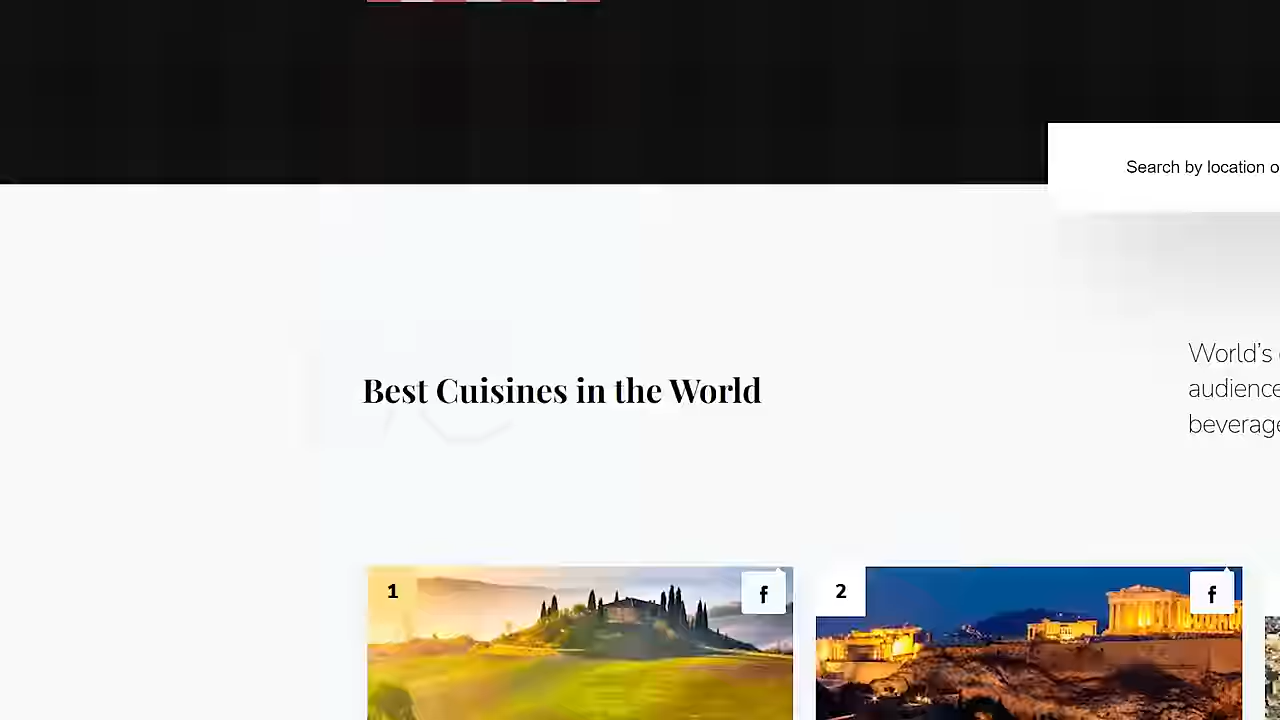 Search by location o
World's
audience
beverage
Best Cuisines in the World
1
f
2
f